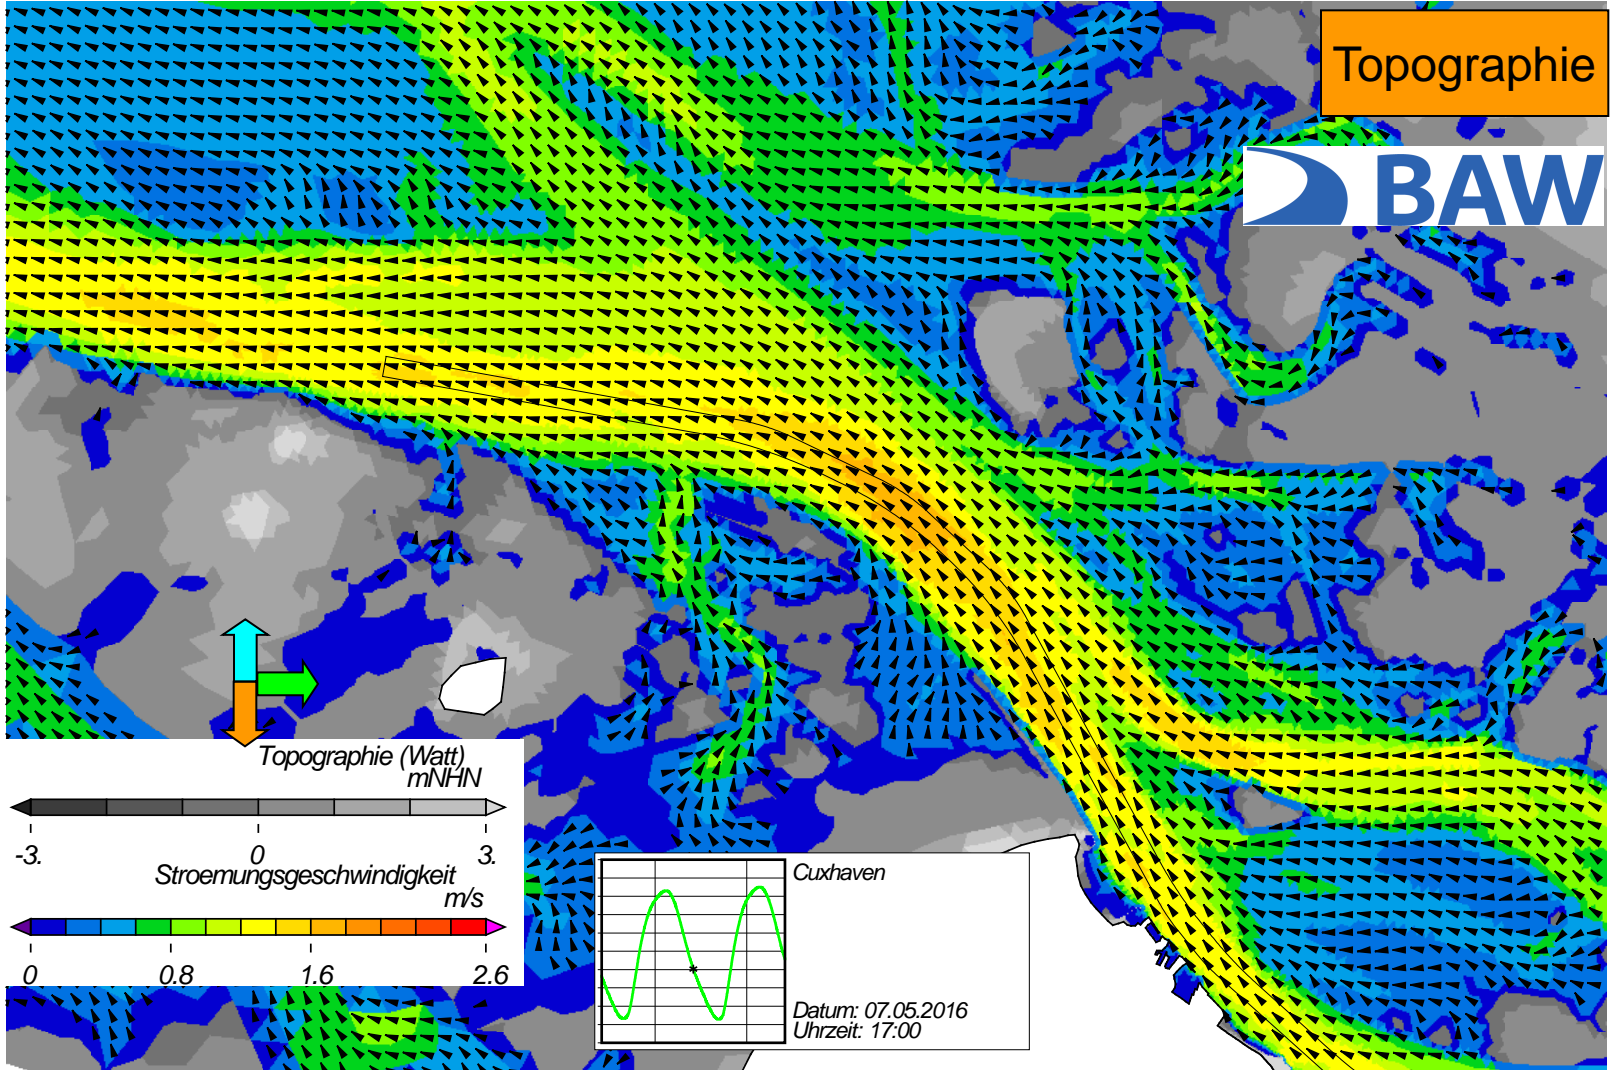 Topographie
BAW
Topographie (Watt)
mNHN
-3. 0 3.
Stroemungsgeschwindigkeit
m/s
0 0.8 1.6 2.6
Cuxhaven
Datum: 07.05.2016
Uhrzeit: 17:00